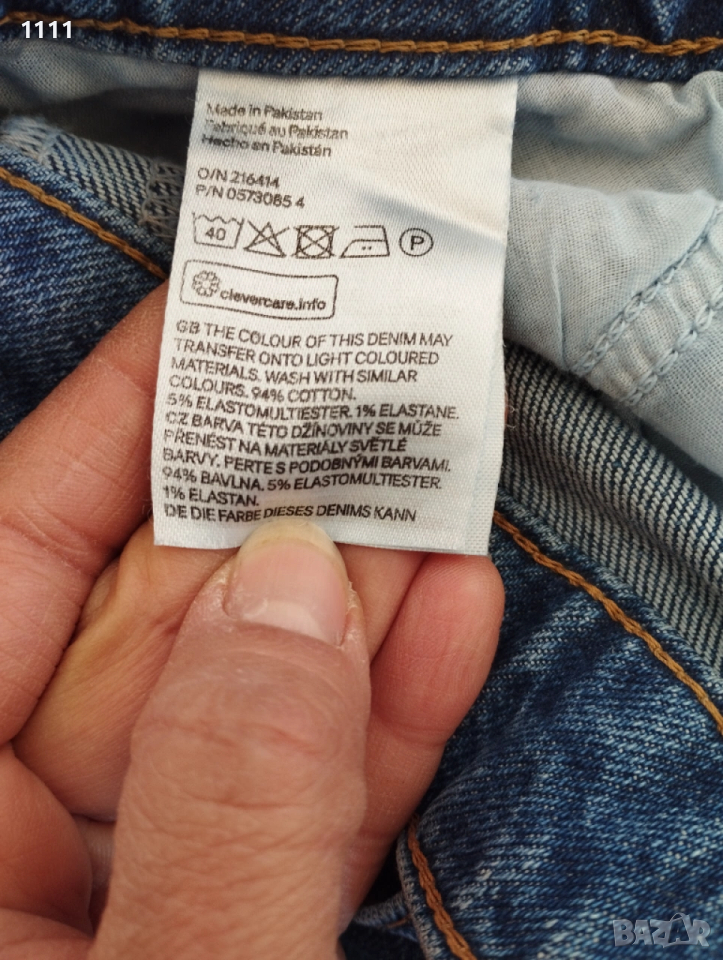 1111
Made in Pakistan
Fabriqué au Pakistan
Hecho en Pakistán
O/N 216414
P/N 0573085 4
40 P
clevercare.info
GB THE COLOUR OF THIS DENIM MAY
TRANSFER ONTO LIGHT COLOURED
MATERIALS. WASH WITH SIMILAR
COLOURS. 94% COTTON.
5% ELASTOMULTIESTER. 1% ELASTANE.
CZ BARVA TÉTO DŽÍNOVINY SE MŮŽE
PŘENÉST NA MATERIÁLY SVĚTLÉ
BARVY. PERTE S PODOBNÝMI BARVAMI.
94% BAVLNA. 5% ELASTOMULTIESTER.
1% ELASTAN.
DE DIE FARBE DIESES DENIMS KANN
BAZAR